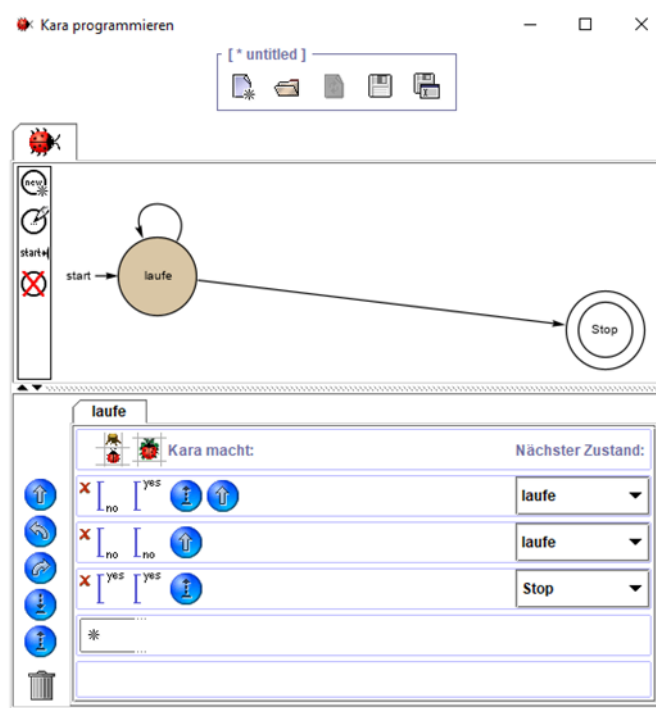 Kara programmieren
[ * untitled ]
new
start
start
laufe
Stop
laufe
Kara macht: Nächster Zustand:
no yes laufe
no no laufe
yes yes Stop